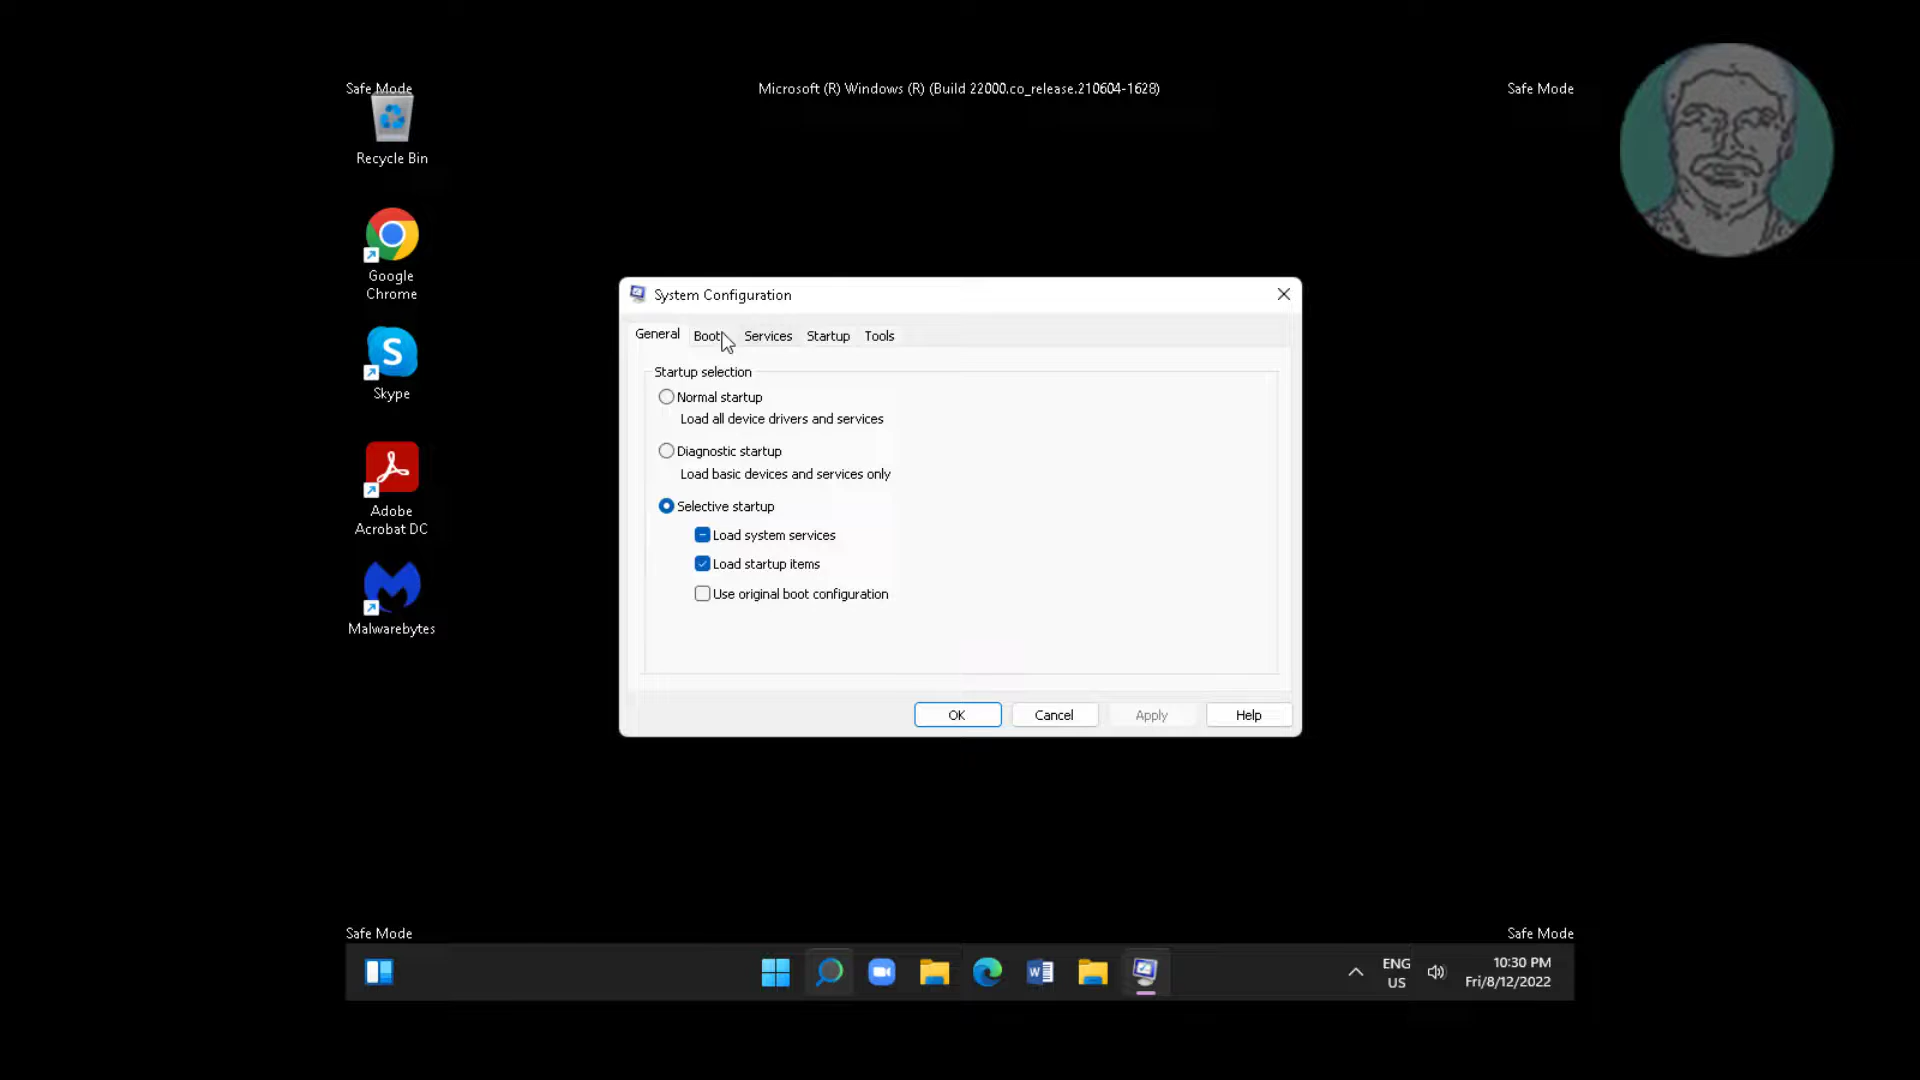 Safe Mode
Microsoft (R) Windows (R) (Build 22000.co_release.210604-1628)
Safe Mode
Recycle Bin
Google
Chrome
Skype
Adobe
Acrobat DC
Malwarebytes
System Configuration
General
Boot
Services
Startup
Tools
Startup selection
Normal startup
Load all device drivers and services
Diagnostic startup
Load basic devices and services only
Selective startup
Load system services
Load startup items
Use original boot configuration
OK
Cancel
Apply
Help
Safe Mode
Safe Mode
ENG
US
10:30 PM
Fri/8/12/2022